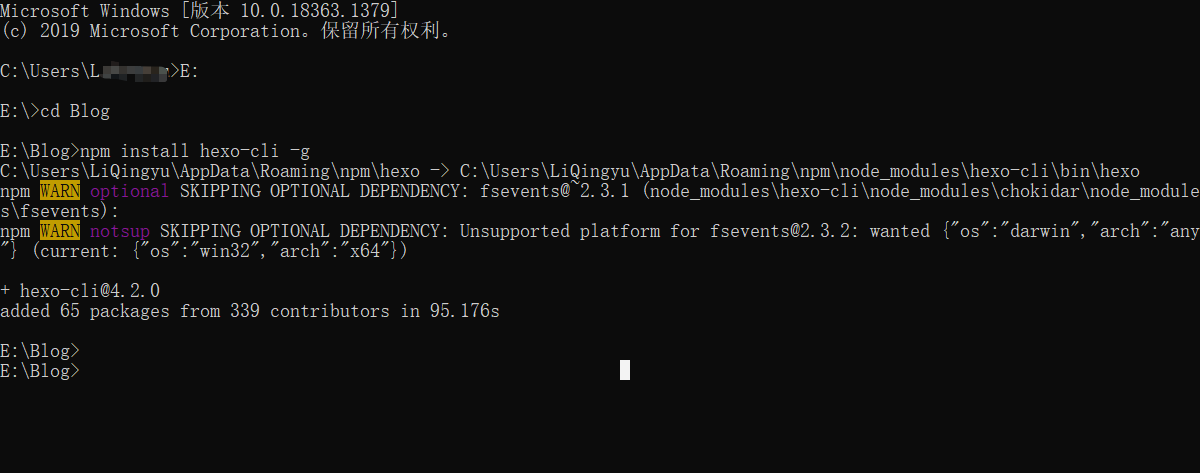 Microsoft Windows [版本 10.0.18363.1379]
(c) 2019 Microsoft Corporation。保留所有权利。
C:\Users\L>E:
E:\>cd Blog
E:\Blog>npm install hexo-cli -g
C:\Users\LiQingyu\AppData\Roaming\npm\hexo -> C:\Users\LiQingyu\AppData\Roaming\npm\node_modules\hexo-cli\bin\hexo
npm WARN optional SKIPPING OPTIONAL DEPENDENCY: fsevents@~2.3.1 (node_modules\hexo-cli\node_modules\chokidar\node_module
s\fsevents):
npm WARN notsup SKIPPING OPTIONAL DEPENDENCY: Unsupported platform for fsevents@2.3.2: wanted {"os":"darwin","arch":"any
"} (current: {"os":"win32","arch":"x64"})
+ hexo-cli@4.2.0
added 65 packages from 339 contributors in 95.176s
E:\Blog>
E:\Blog>